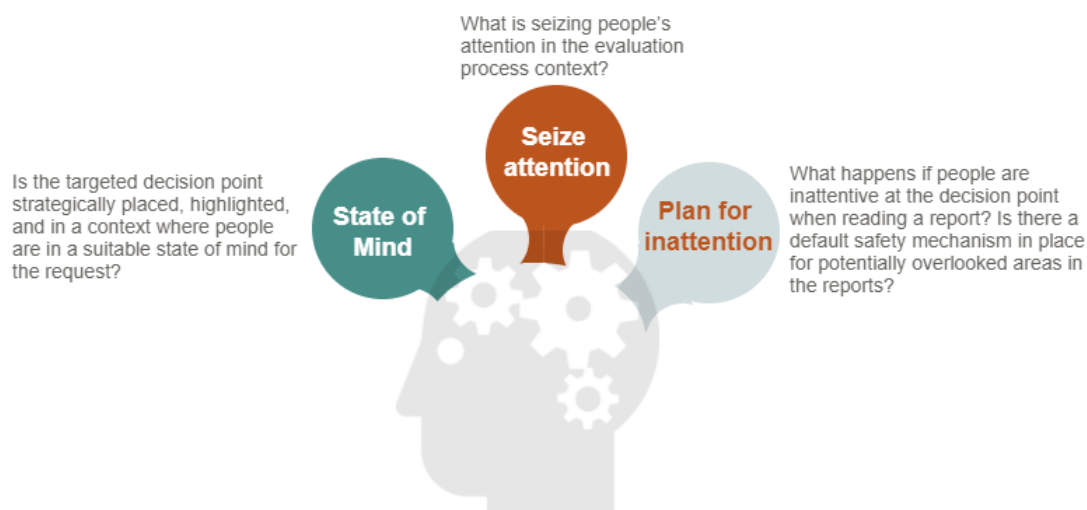 What is seizing people's
attention in the evaluation
process context?
Seize
attention
Is the targeted decision point
strategically placed, highlighted,
and in a context where people
are in a suitable state of mind for
the request?
State of
Mind
Plan for
inattention
What happens if people are
inattentive at the decision point
when reading a report? Is there a
default safety mechanism in place
for potentially overlooked areas in
the reports?